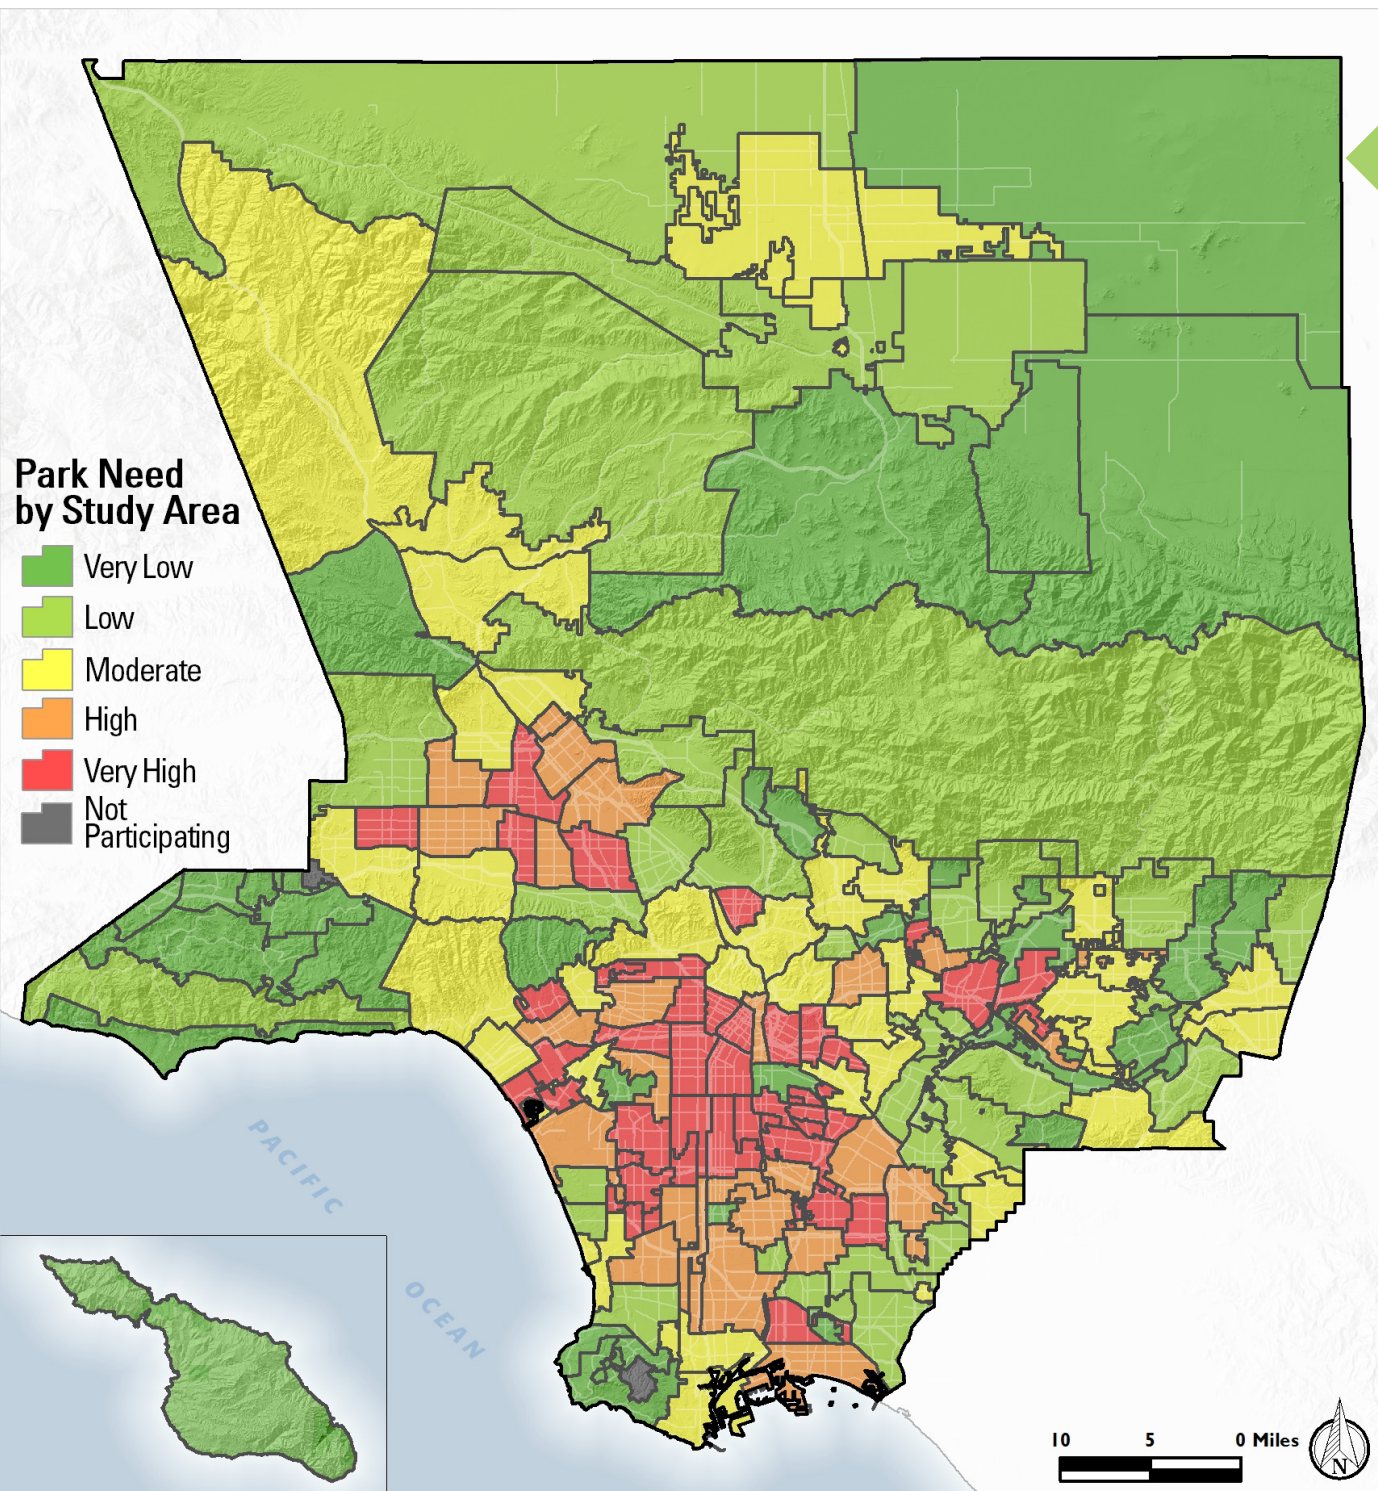 Park Need
by Study Area
Very Low
Low
Moderate
High
Very High
Not
Participating
PACIFIC
OCEAN
10 5 0 Miles
N